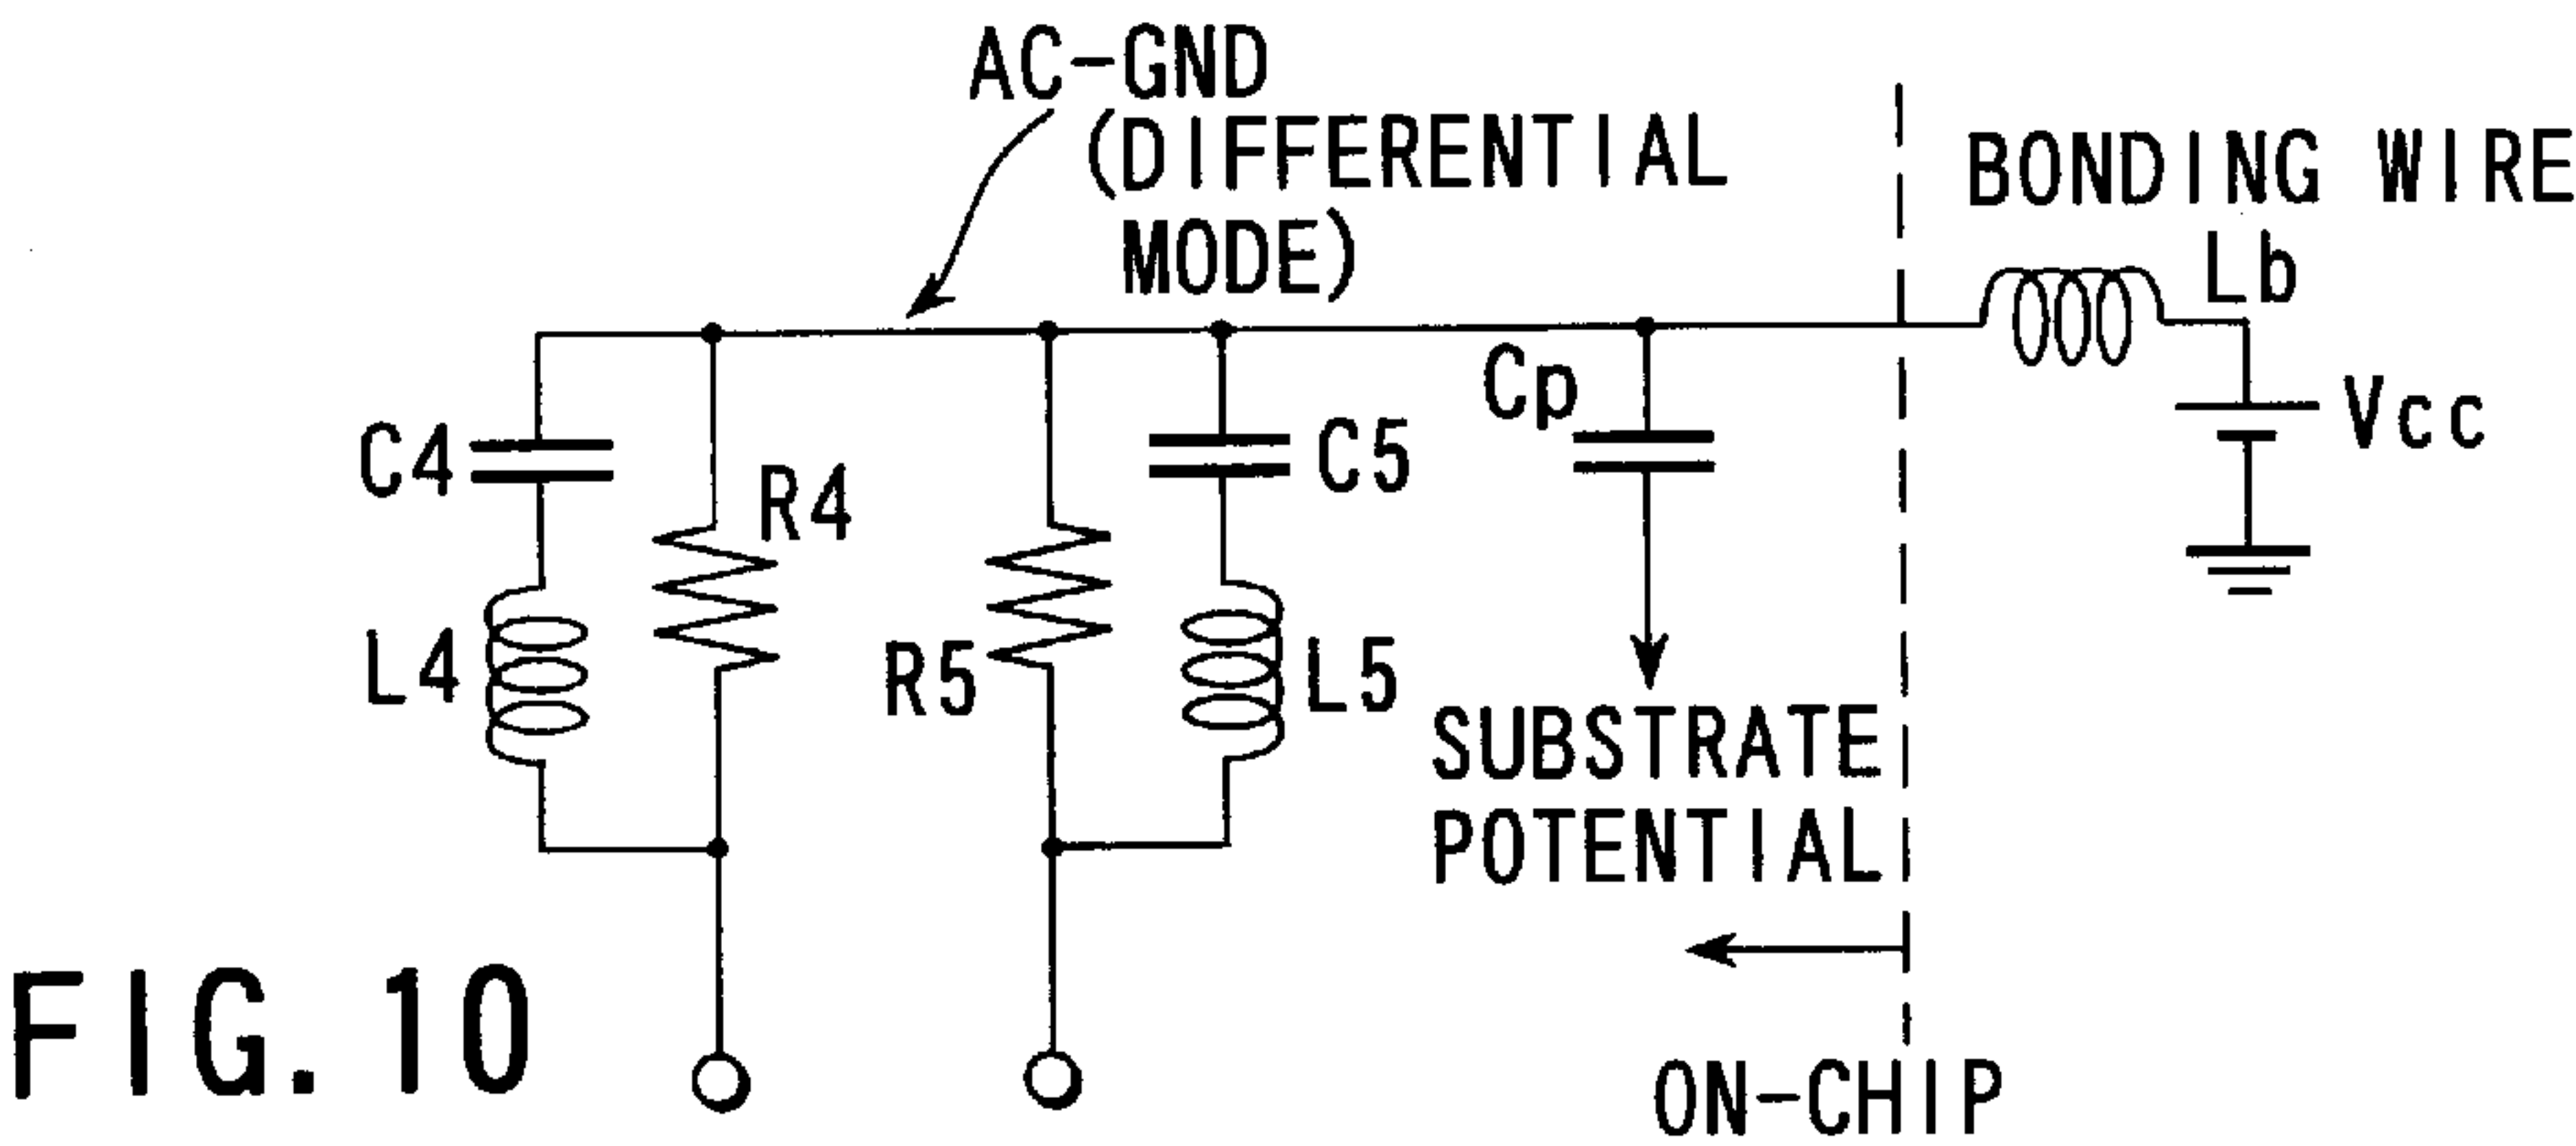 AC-GND
(DIFFERENTIAL
MODE)
BONDING WIRE
Lb
Cp
Vcc
C4
R4
C5
L4
R5
L5
SUBSTRATE
POTENTIAL
FIG. 10
ON-CHIP